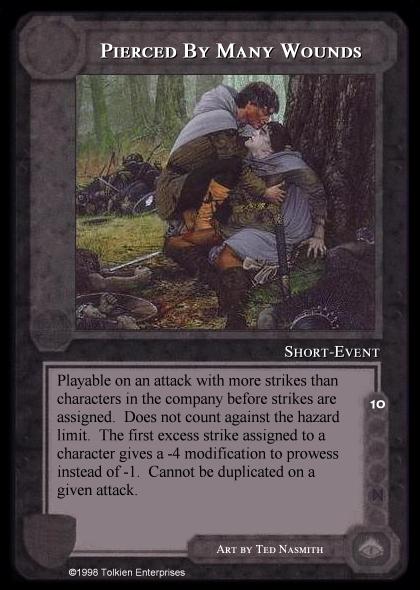 Pierced By Many Wounds
Short-Event
Playable on an attack with more strikes than
characters in the company before strikes are
assigned. Does not count against the hazard
limit. The first excess strike assigned to a
character gives a -4 modification to prowess
instead of -1. Cannot be duplicated on a
given attack.
10
N
Art by Ted Nasmith
©1998 Tolkien Enterprises